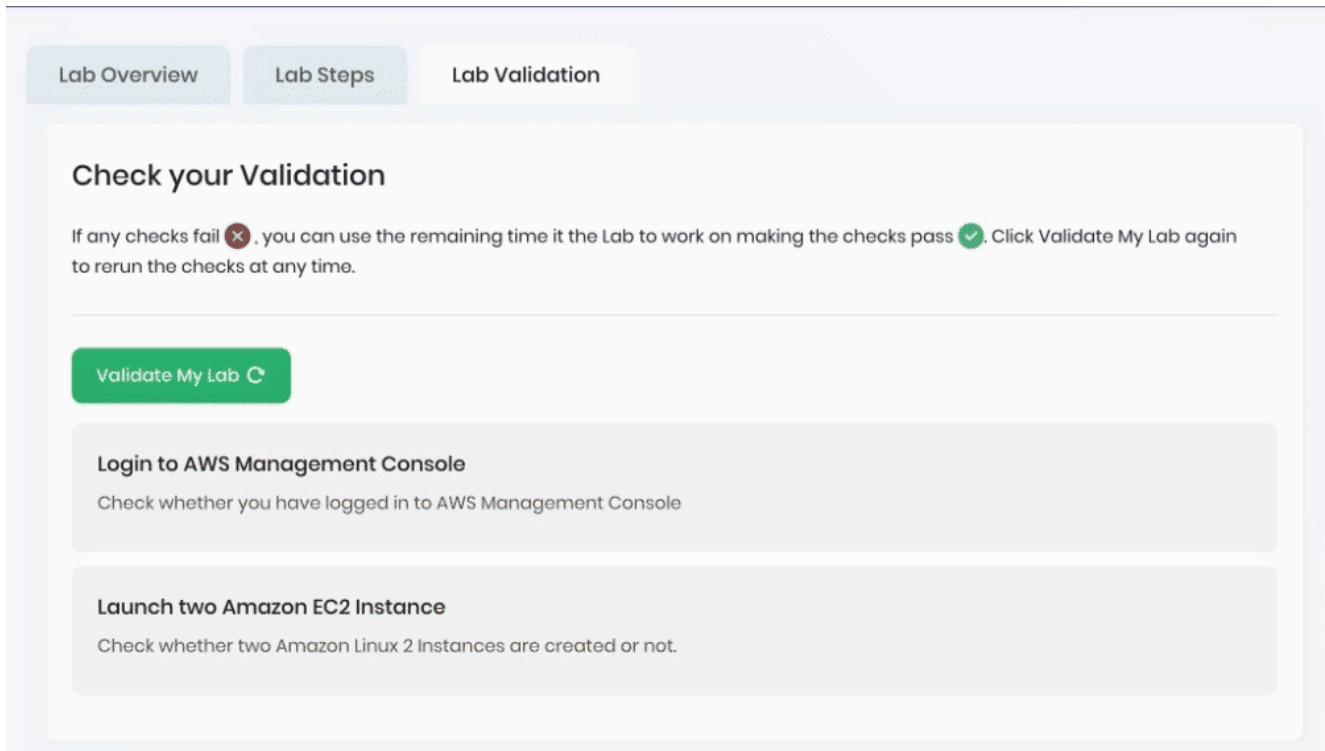 Lab Overview
Lab Steps
Lab Validation
Check your Validation
If any checks fail , you can use the remaining time it the Lab to work on making the checks pass . Click Validate My Lab again
to rerun the checks at any time.
Validate My Lab
Login to AWS Management Console
Check whether you have logged in to AWS Management Console
Launch two Amazon EC2 Instance
Check whether two Amazon Linux 2 Instances are created or not.